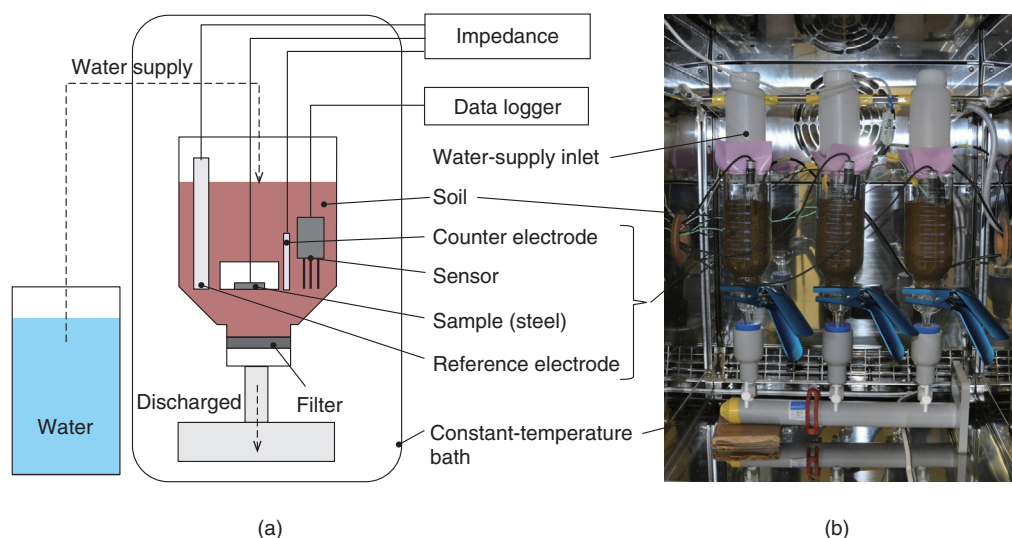 Impedance
Water supply
Data logger
Water-supply inlet
Soil
Counter electrode
Sensor
Sample (steel)
Reference electrode
Discharged
Filter
Water
Constant-temperature
bath
(a)
(b)